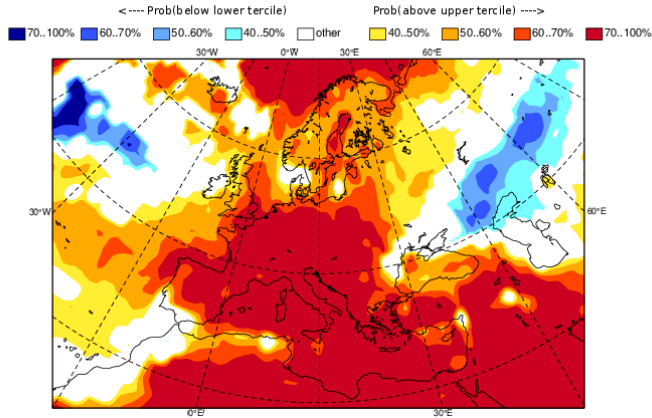 <---- Prob(below lower tercile) Prob(above upper tercile) ---->
70..100% 60..70% 50..60% 40..50% other 40..50% 50..60% 60..70% 70..100%
30°W 0°W 30°E 60°E
30°W 60°E
0°E 30°E